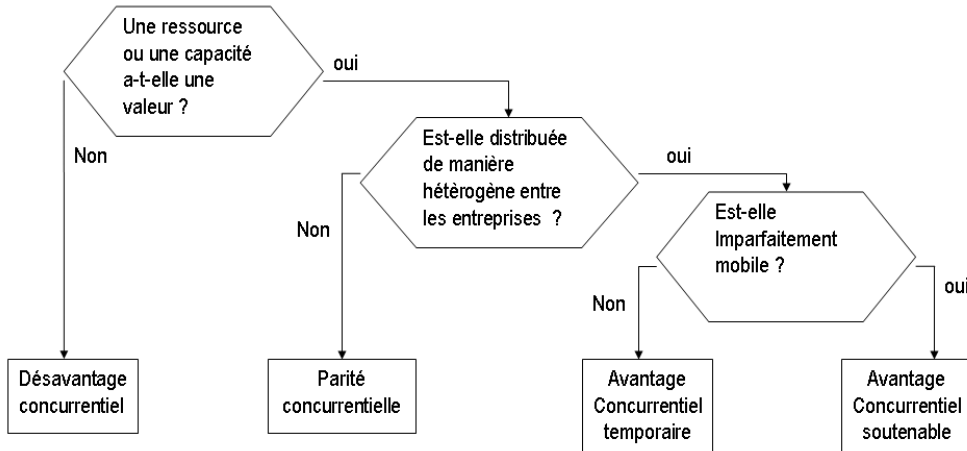 Une ressource
ou une capacité
a-t-elle une
valeur ?
oui
Non
Est-elle distribuée
de manière
hétèrogène entre
les entreprises ?
oui
Non
Est-elle
Imparfaitement
mobile ?
Non
oui
Désavantage
concurrentiel
Parité
concurrentielle
Avantage
Concurrentiel
temporaire
Avantage
Concurrentiel
soutenable